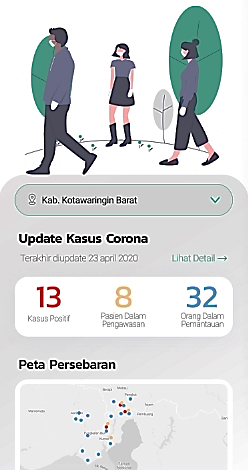 Kab. Kotawaringin Barat
Update Kasus Corona
Terakhir diupdate 23 april 2020 Lihat Detail →
13 8 32
Kasus Positif Pasien Dalam Orang Dalam
Pengawasan Pemantauan
Peta Persebaran